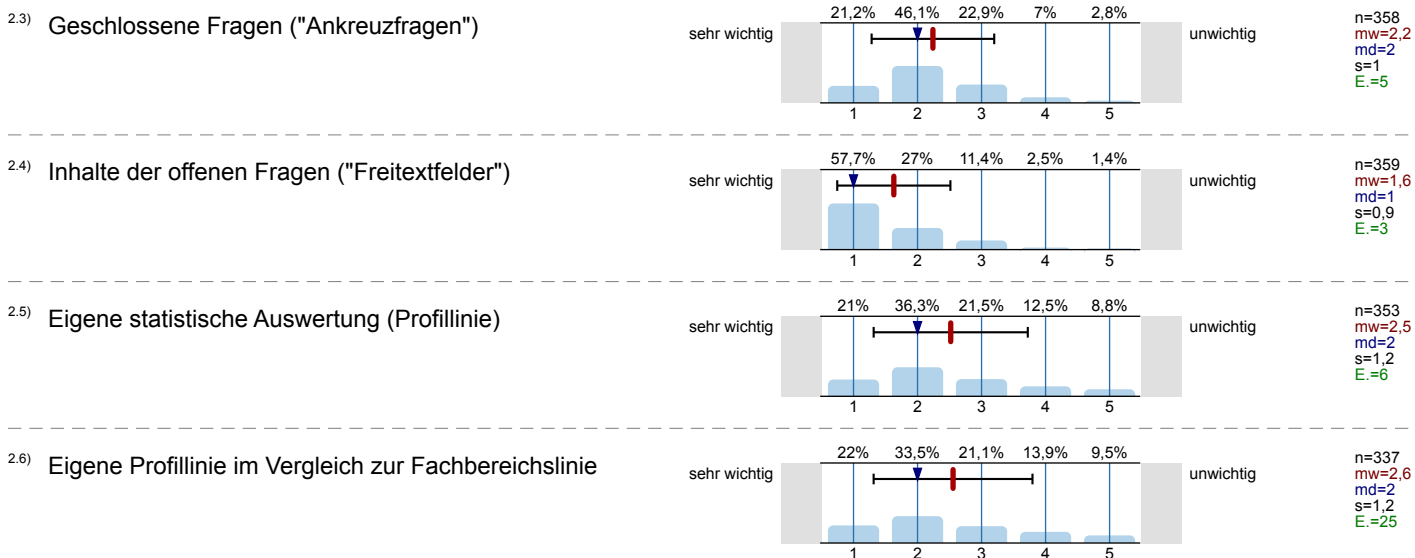 2.3) Geschlossene Fragen ("Ankreuzfragen")
21,2% 46,1% 22,9% 7% 2,8%
sehr wichtig unwichtig
1 2 3 4 5
n=358
mw=2,2
md=2
s=1
E.=5
2.4) Inhalte der offenen Fragen ("Freitextfelder")
57,7% 27% 11,4% 2,5% 1,4%
sehr wichtig unwichtig
1 2 3 4 5
n=359
mw=1,6
md=1
s=0,9
E.=3
2.5) Eigene statistische Auswertung (Profillinie)
21% 36,3% 21,5% 12,5% 8,8%
sehr wichtig unwichtig
1 2 3 4 5
n=353
mw=2,5
md=2
s=1,2
E.=6
2.6) Eigene Profillinie im Vergleich zur Fachbereichslinie
22% 33,5% 21,1% 13,9% 9,5%
sehr wichtig unwichtig
1 2 3 4 5
n=337
mw=2,6
md=2
s=1,2
E.=25